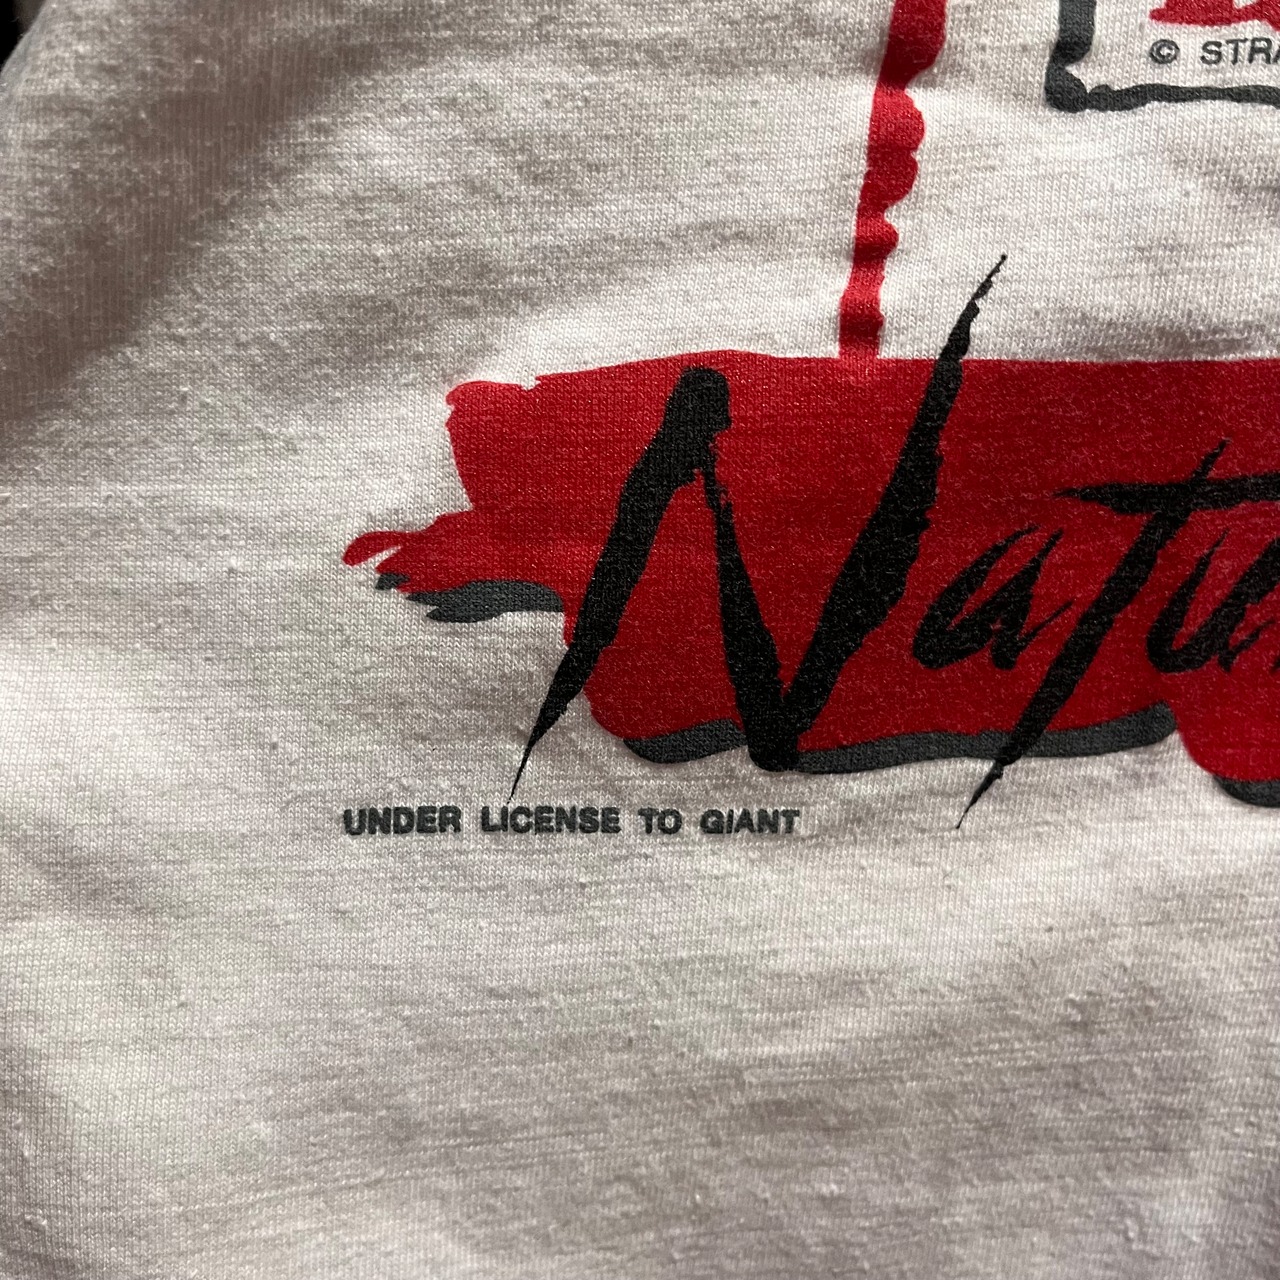 © STRA
Natu
UNDER LICENSE TO GIANT